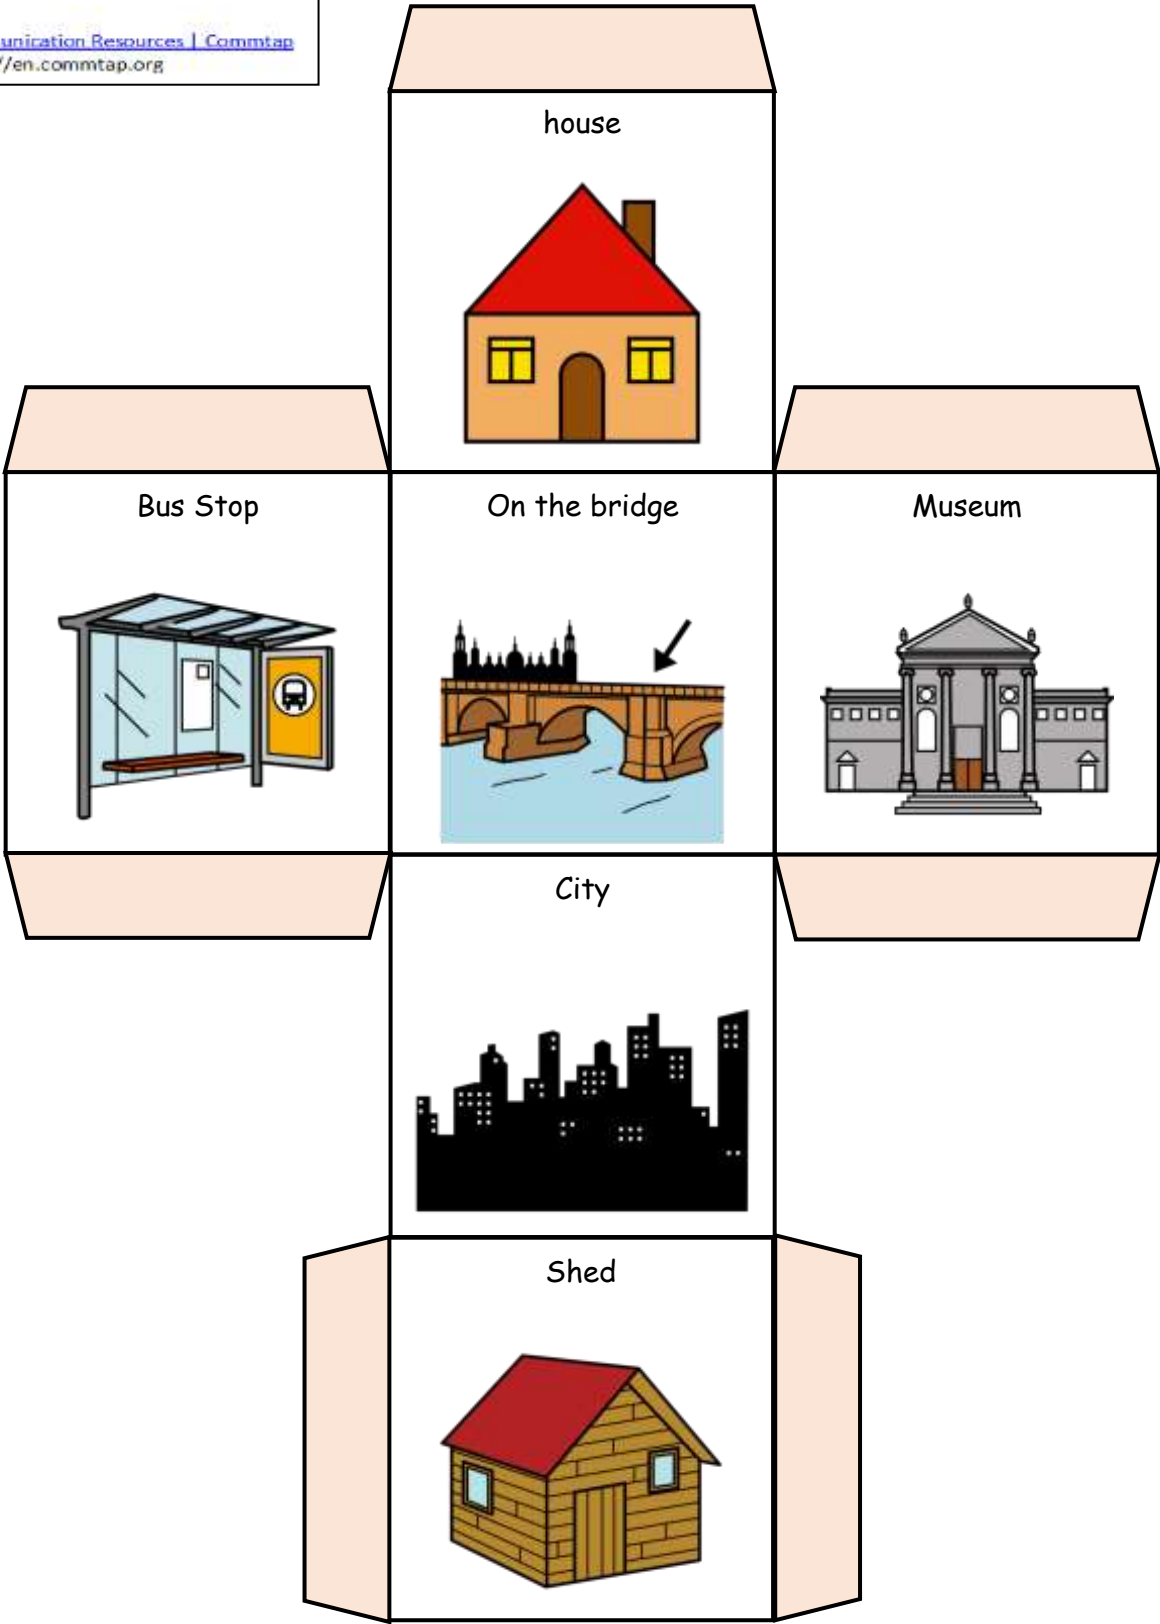 unication Resources | Commtap
//en.commtap.org
house
Bus Stop
On the bridge
Museum
City
Shed